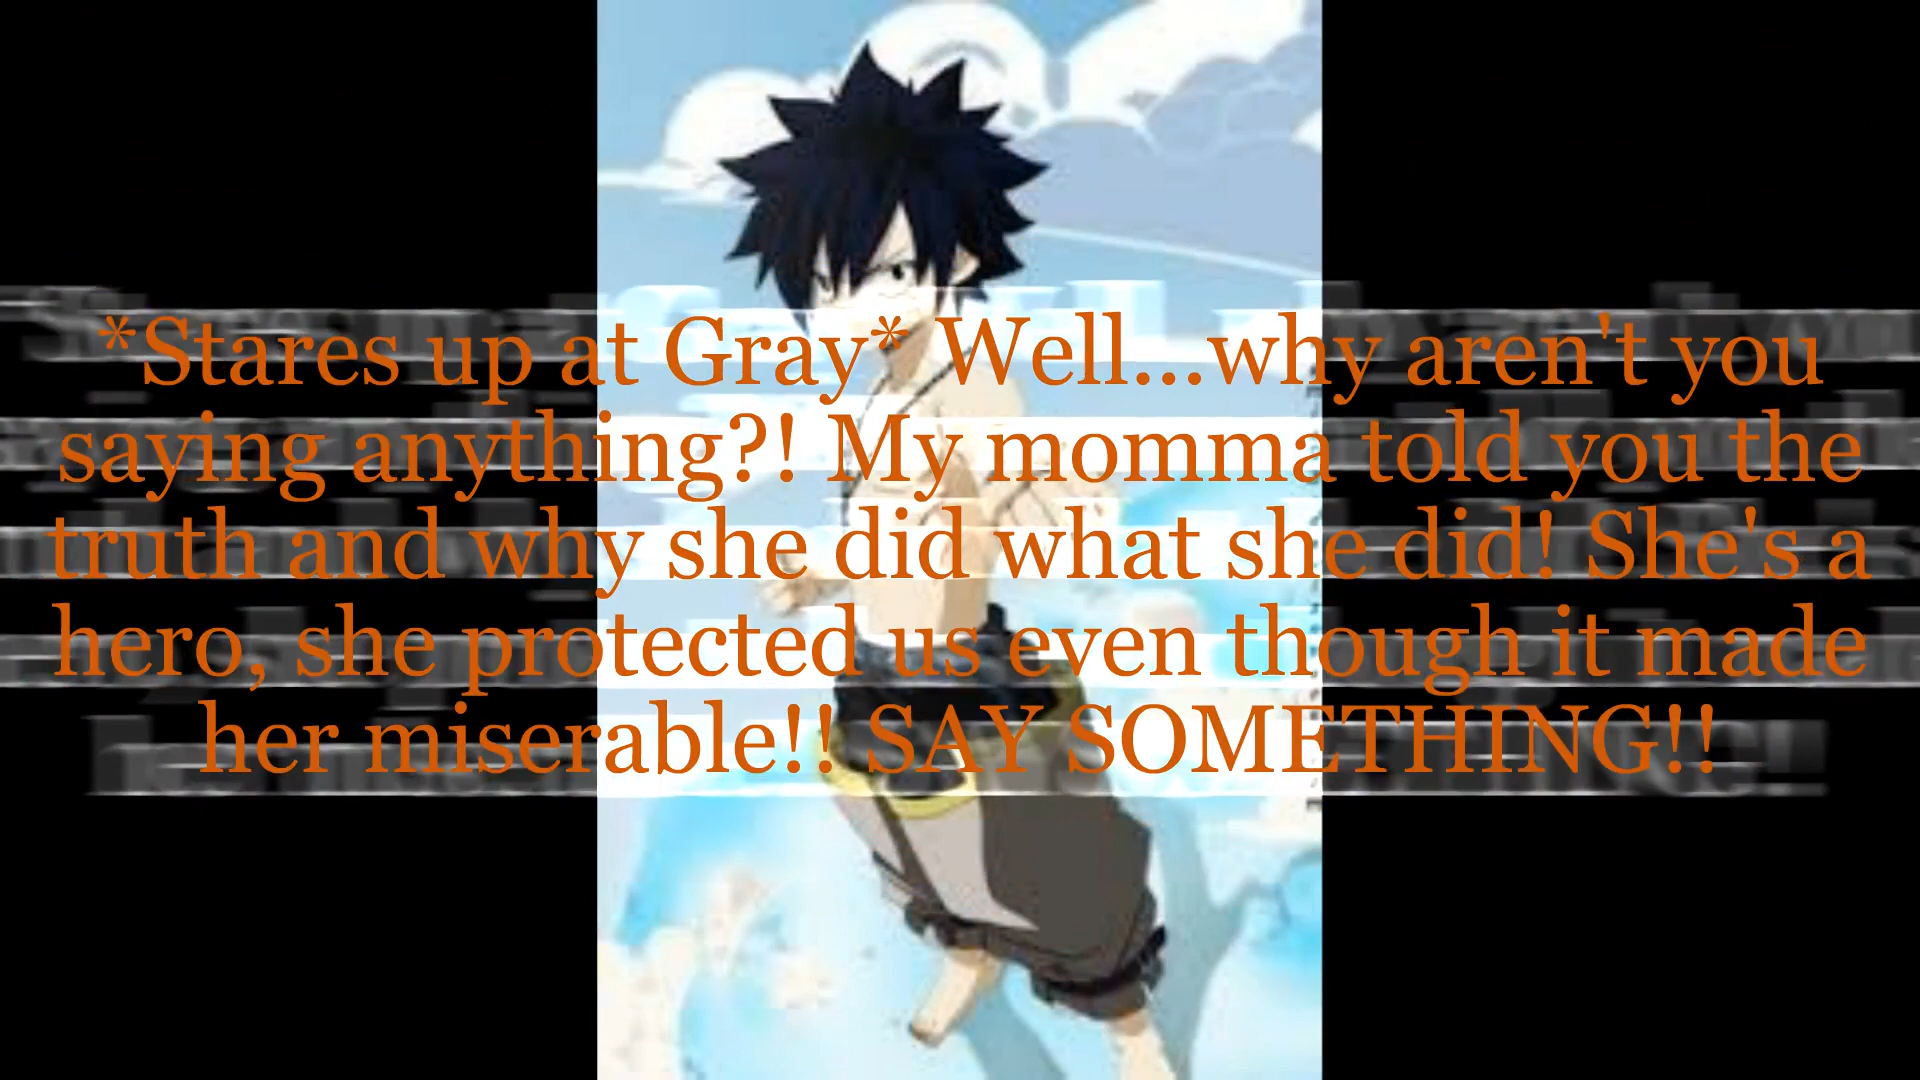 *Stares up at Gray* Well...why aren't you
saying anything?! My momma told you the
truth and why she did what she did! She's a
hero, she protected us even though it made
her miserable!! SAY SOMETHING!!